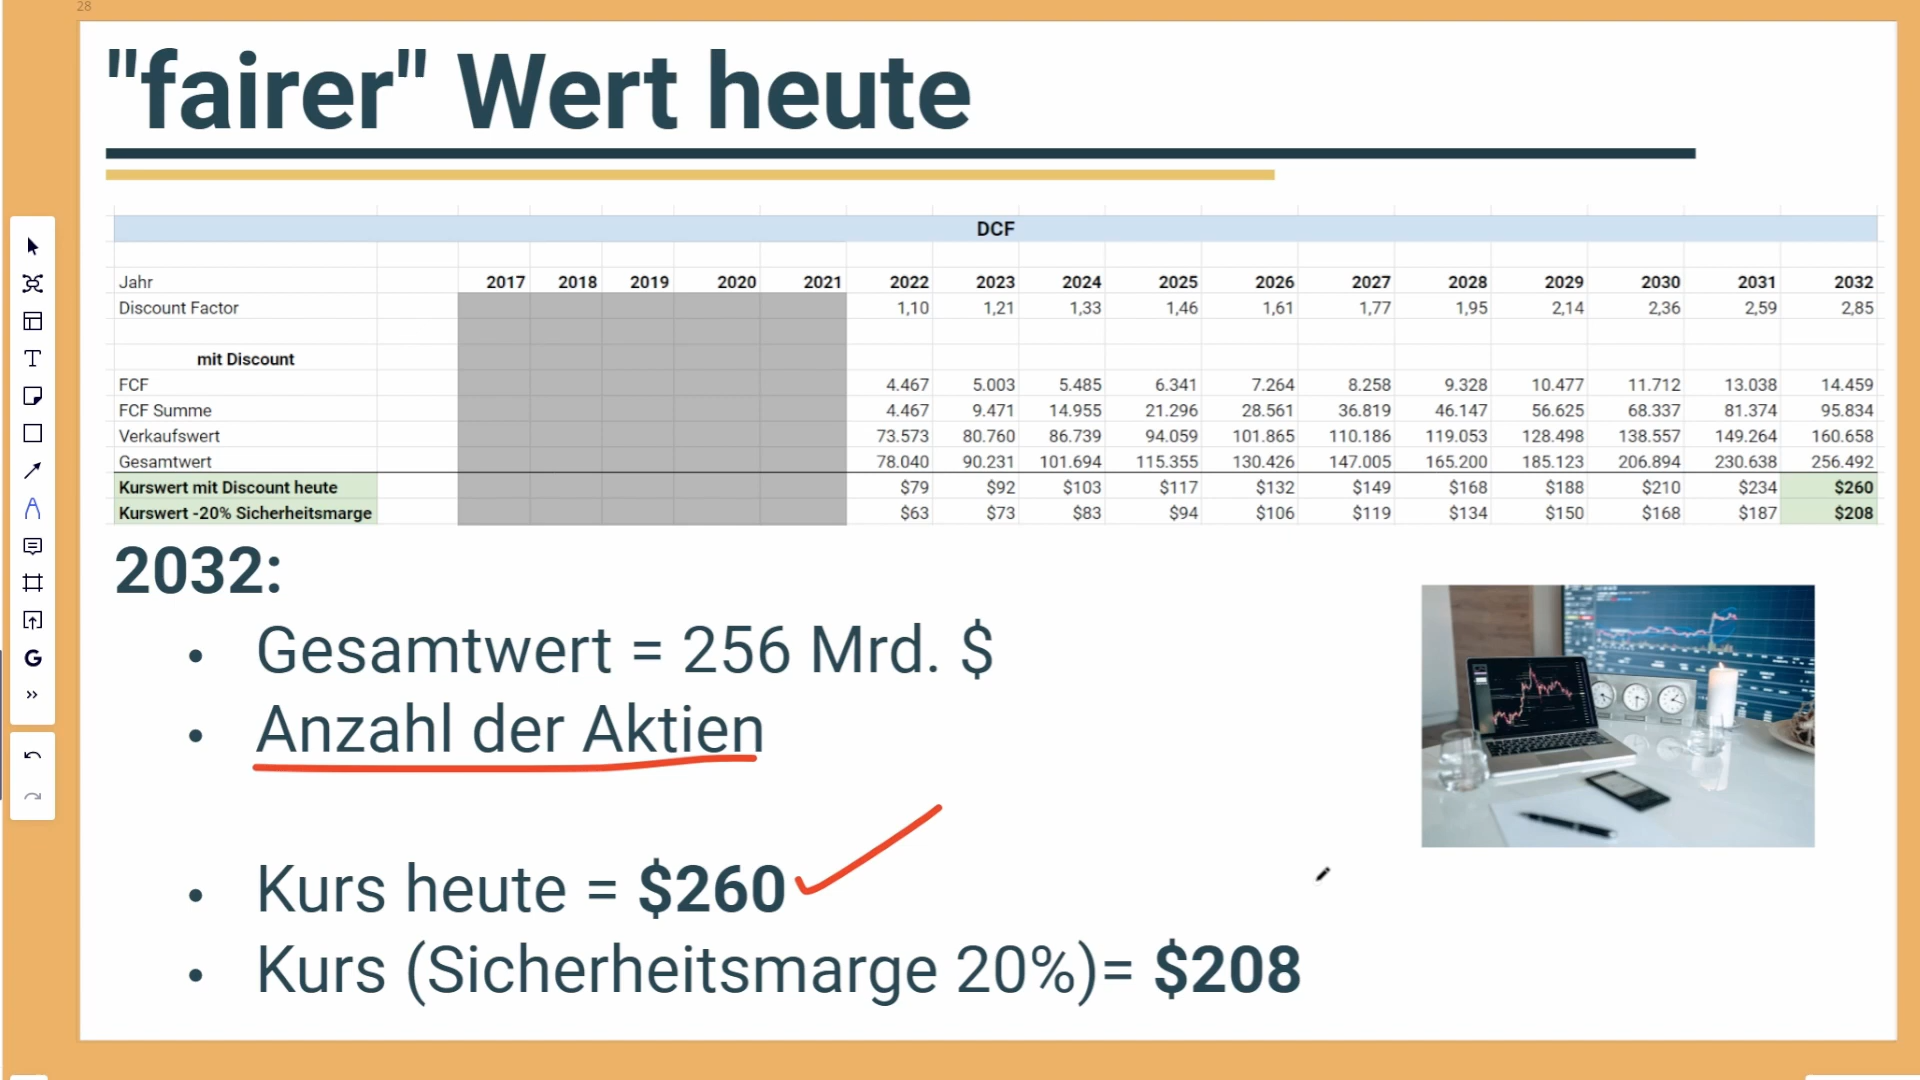 28
"fairer" Wert heute
DCF
Jahr 2017 2018 2019 2020 2021 2022 2023 2024 2025 2026 2027 2028 2029 2030 2031 2032
Discount Factor 1,10 1,21 1,33 1,46 1,61 1,77 1,95 2,14 2,36 2,59 2,85
mit Discount
FCF 4.467 5.003 5.485 6.341 7.264 8.258 9.328 10.477 11.712 13.038 14.459
FCF Summe 4.467 9.471 14.955 21.296 28.561 36.819 46.147 56.625 68.337 81.374 95.834
Verkaufswert 73.573 80.760 86.739 94.059 101.865 110.186 119.053 128.498 138.557 149.264 160.658
Gesamtwert 78.040 90.231 101.694 115.355 130.426 147.005 165.200 185.123 206.894 230.638 256.492
Kurswert mit Discount heute $79 $92 $103 $117 $132 $149 $168 $188 $210 $234 $260
Kurswert -20% Sicherheitsmarge $63 $73 $83 $94 $106 $119 $134 $150 $168 $187 $208
2032:
• Gesamtwert = 256 Mrd. $
• Anzahl der Aktien
• Kurs heute = $260
• Kurs (Sicherheitsmarge 20%)= $208